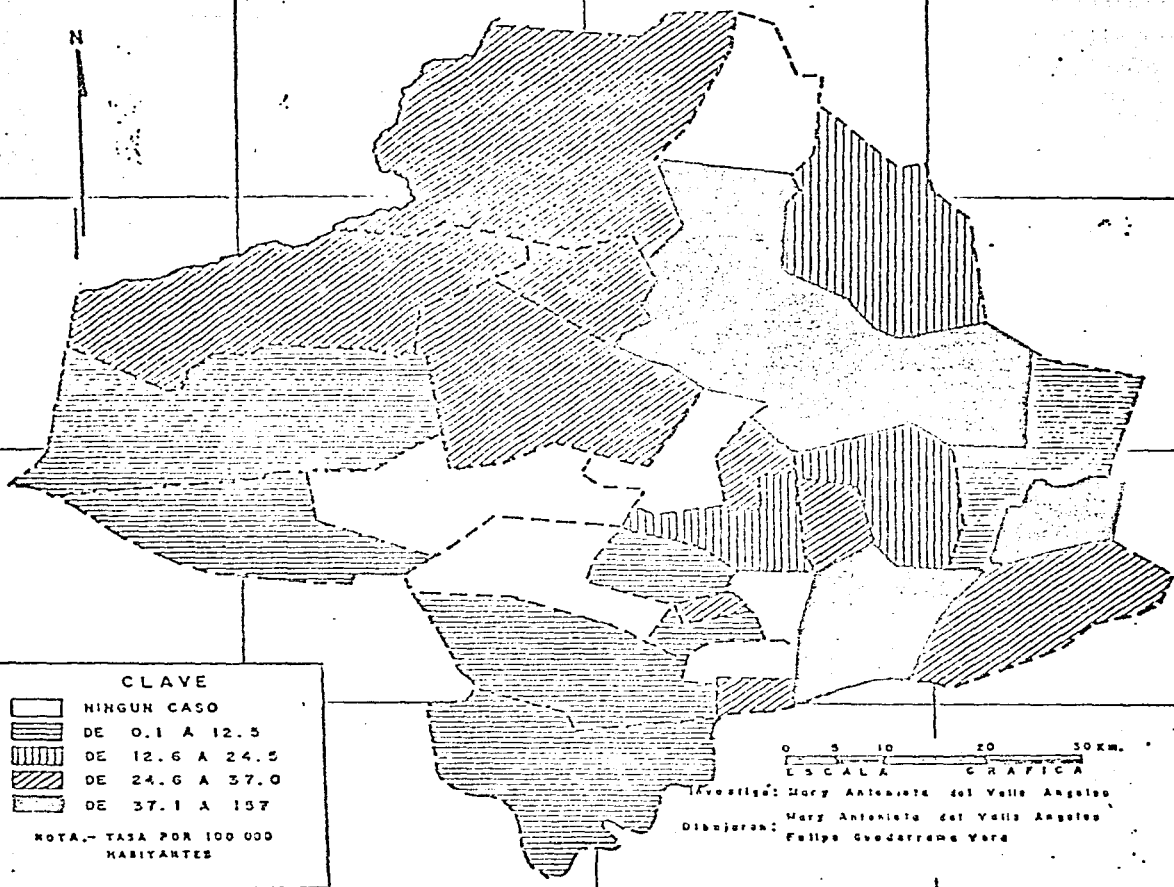 N
CLAVE
NINGUN CASO
DE 0.1 A 12.5
DE 12.6 A 24.5
DE 24.6 A 37.0
DE 37.1 A 157
NOTA.- TASA POR 100 000
HABITANTES
0 5 10 20 30 Km.
ESCALA GRAFICA
Investigó: Mary Antonieta del Valle Angeles
Dibujaron: Mary Antonieta del Valle Angeles
Felipe Guadarrama Vera